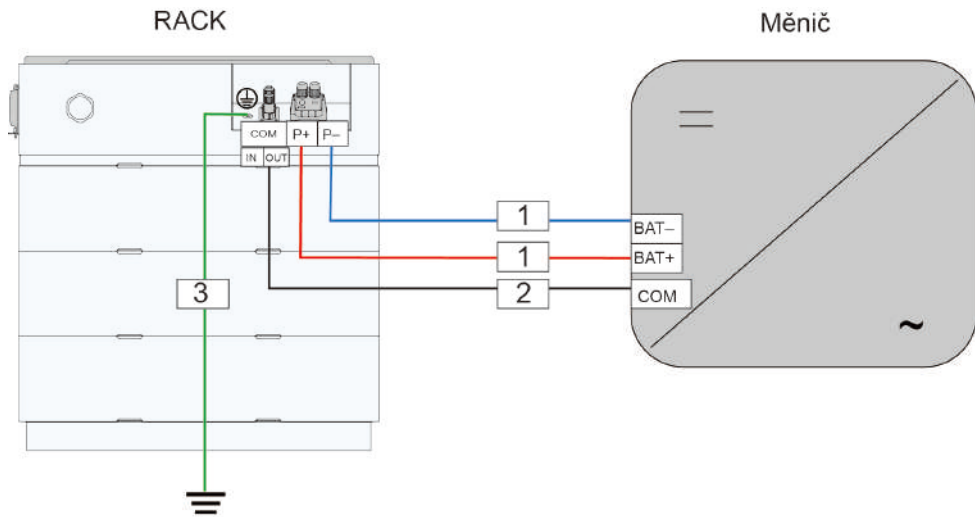 RACK
Měnič
COM P+ P–
IN OUT
1
BAT–
1
BAT+
3
2
COM
~